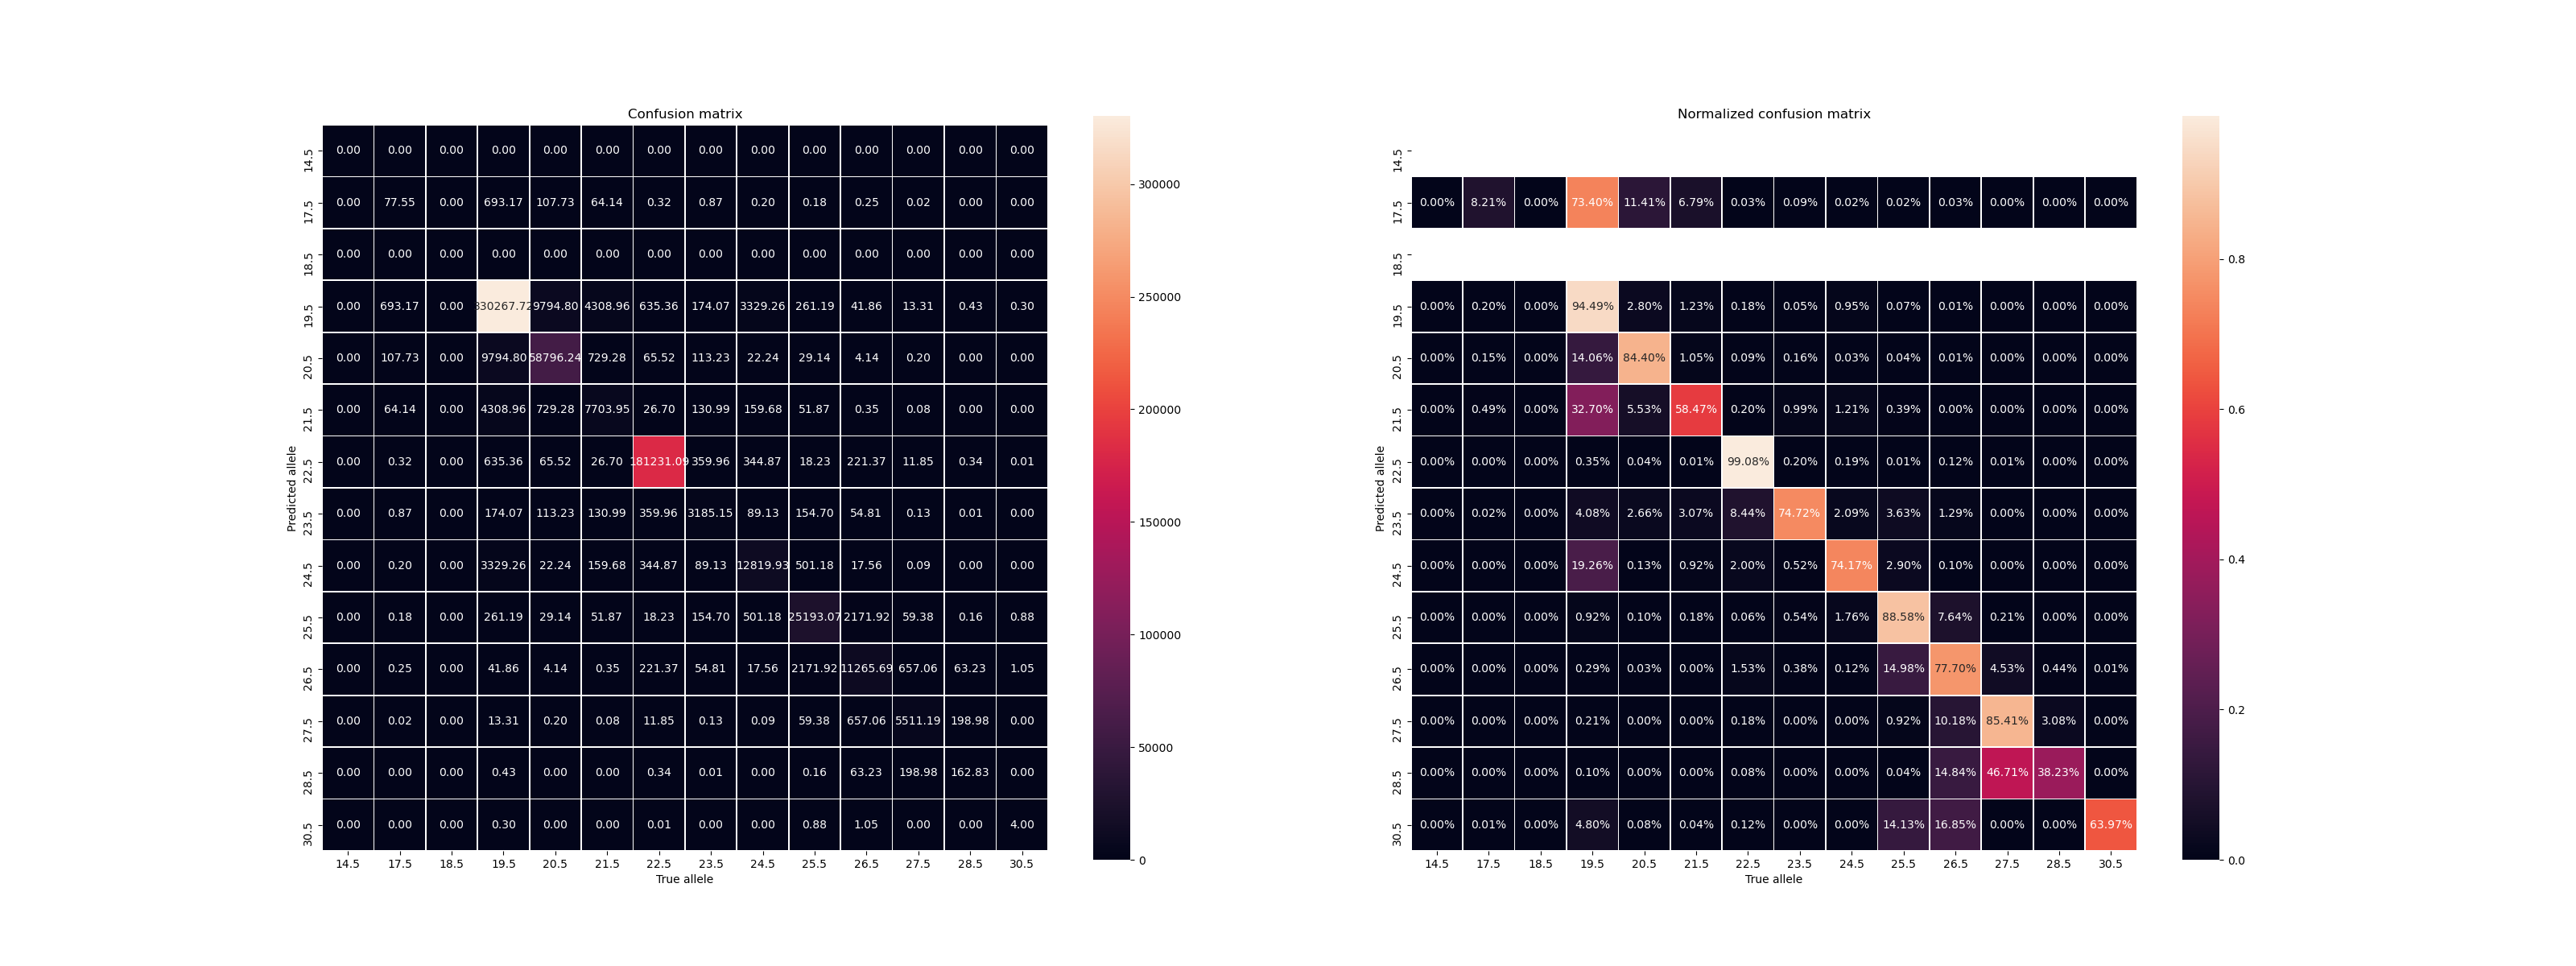 Confusion matrix
14.5 0.00 0.00 0.00 0.00 0.00 0.00 0.00 0.00 0.00 0.00 0.00 0.00 0.00 0.00
17.5 0.00 77.55 0.00 693.17 107.73 64.14 0.32 0.87 0.20 0.18 0.25 0.02 0.00 0.00
18.5 0.00 0.00 0.00 0.00 0.00 0.00 0.00 0.00 0.00 0.00 0.00 0.00 0.00 0.00
19.5 0.00 693.17 0.00 330267.72 9794.80 4308.96 635.36 174.07 3329.26 261.19 41.86 13.31 0.43 0.30
20.5 0.00 107.73 0.00 9794.80 58796.24 729.28 65.52 113.23 22.24 29.14 4.14 0.20 0.00 0.00
21.5 0.00 64.14 0.00 4308.96 729.28 7703.95 26.70 130.99 159.68 51.87 0.35 0.08 0.00 0.00
22.5 0.00 0.32 0.00 635.36 65.52 26.70 181231.09 359.96 344.87 18.23 221.37 11.85 0.34 0.01
23.5 0.00 0.87 0.00 174.07 113.23 130.99 359.96 3185.15 89.13 154.70 54.81 0.13 0.01 0.00
24.5 0.00 0.20 0.00 3329.26 22.24 159.68 344.87 89.13 12819.93 501.18 17.56 0.09 0.00 0.00
25.5 0.00 0.18 0.00 261.19 29.14 51.87 18.23 154.70 501.18 25193.07 2171.92 59.38 0.16 0.88
26.5 0.00 0.25 0.00 41.86 4.14 0.35 221.37 54.81 17.56 2171.92 11265.69 657.06 63.23 1.05
27.5 0.00 0.02 0.00 13.31 0.20 0.08 11.85 0.13 0.09 59.38 657.06 5511.19 198.98 0.00
28.5 0.00 0.00 0.00 0.43 0.00 0.00 0.34 0.01 0.00 0.16 63.23 198.98 162.83 0.00
30.5 0.00 0.00 0.00 0.30 0.00 0.00 0.01 0.00 0.00 0.88 1.05 0.00 0.00 4.00
14.5 17.5 18.5 19.5 20.5 21.5 22.5 23.5 24.5 25.5 26.5 27.5 28.5 30.5
True allele
Predicted allele
300000
250000
200000
150000
100000
50000
0
Normalized confusion matrix
14.5
17.5 0.00% 8.21% 0.00% 73.40% 11.41% 6.79% 0.03% 0.09% 0.02% 0.02% 0.03% 0.00% 0.00% 0.00%
18.5
19.5 0.00% 0.20% 0.00% 94.49% 2.80% 1.23% 0.18% 0.05% 0.95% 0.07% 0.01% 0.00% 0.00% 0.00%
20.5 0.00% 0.15% 0.00% 14.06% 84.40% 1.05% 0.09% 0.16% 0.03% 0.04% 0.01% 0.00% 0.00% 0.00%
21.5 0.00% 0.49% 0.00% 32.70% 5.53% 58.47% 0.20% 0.99% 1.21% 0.39% 0.00% 0.00% 0.00% 0.00%
22.5 0.00% 0.00% 0.00% 0.35% 0.04% 0.01% 99.08% 0.20% 0.19% 0.01% 0.12% 0.01% 0.00% 0.00%
23.5 0.00% 0.02% 0.00% 4.08% 2.66% 3.07% 8.44% 74.72% 2.09% 3.63% 1.29% 0.00% 0.00% 0.00%
24.5 0.00% 0.00% 0.00% 19.26% 0.13% 0.92% 2.00% 0.52% 74.17% 2.90% 0.10% 0.00% 0.00% 0.00%
25.5 0.00% 0.00% 0.00% 0.92% 0.10% 0.18% 0.06% 0.54% 1.76% 88.58% 7.64% 0.21% 0.00% 0.00%
26.5 0.00% 0.00% 0.00% 0.29% 0.03% 0.00% 1.53% 0.38% 0.12% 14.98% 77.70% 4.53% 0.44% 0.01%
27.5 0.00% 0.00% 0.00% 0.21% 0.00% 0.00% 0.18% 0.00% 0.00% 0.92% 10.18% 85.41% 3.08% 0.00%
28.5 0.00% 0.00% 0.00% 0.10% 0.00% 0.00% 0.08% 0.00% 0.00% 0.04% 14.84% 46.71% 38.23% 0.00%
30.5 0.00% 0.01% 0.00% 4.80% 0.08% 0.04% 0.12% 0.00% 0.00% 14.13% 16.85% 0.00% 0.00% 63.97%
14.5 17.5 18.5 19.5 20.5 21.5 22.5 23.5 24.5 25.5 26.5 27.5 28.5 30.5
True allele
Predicted allele
0.8
0.6
0.4
0.2
0.0